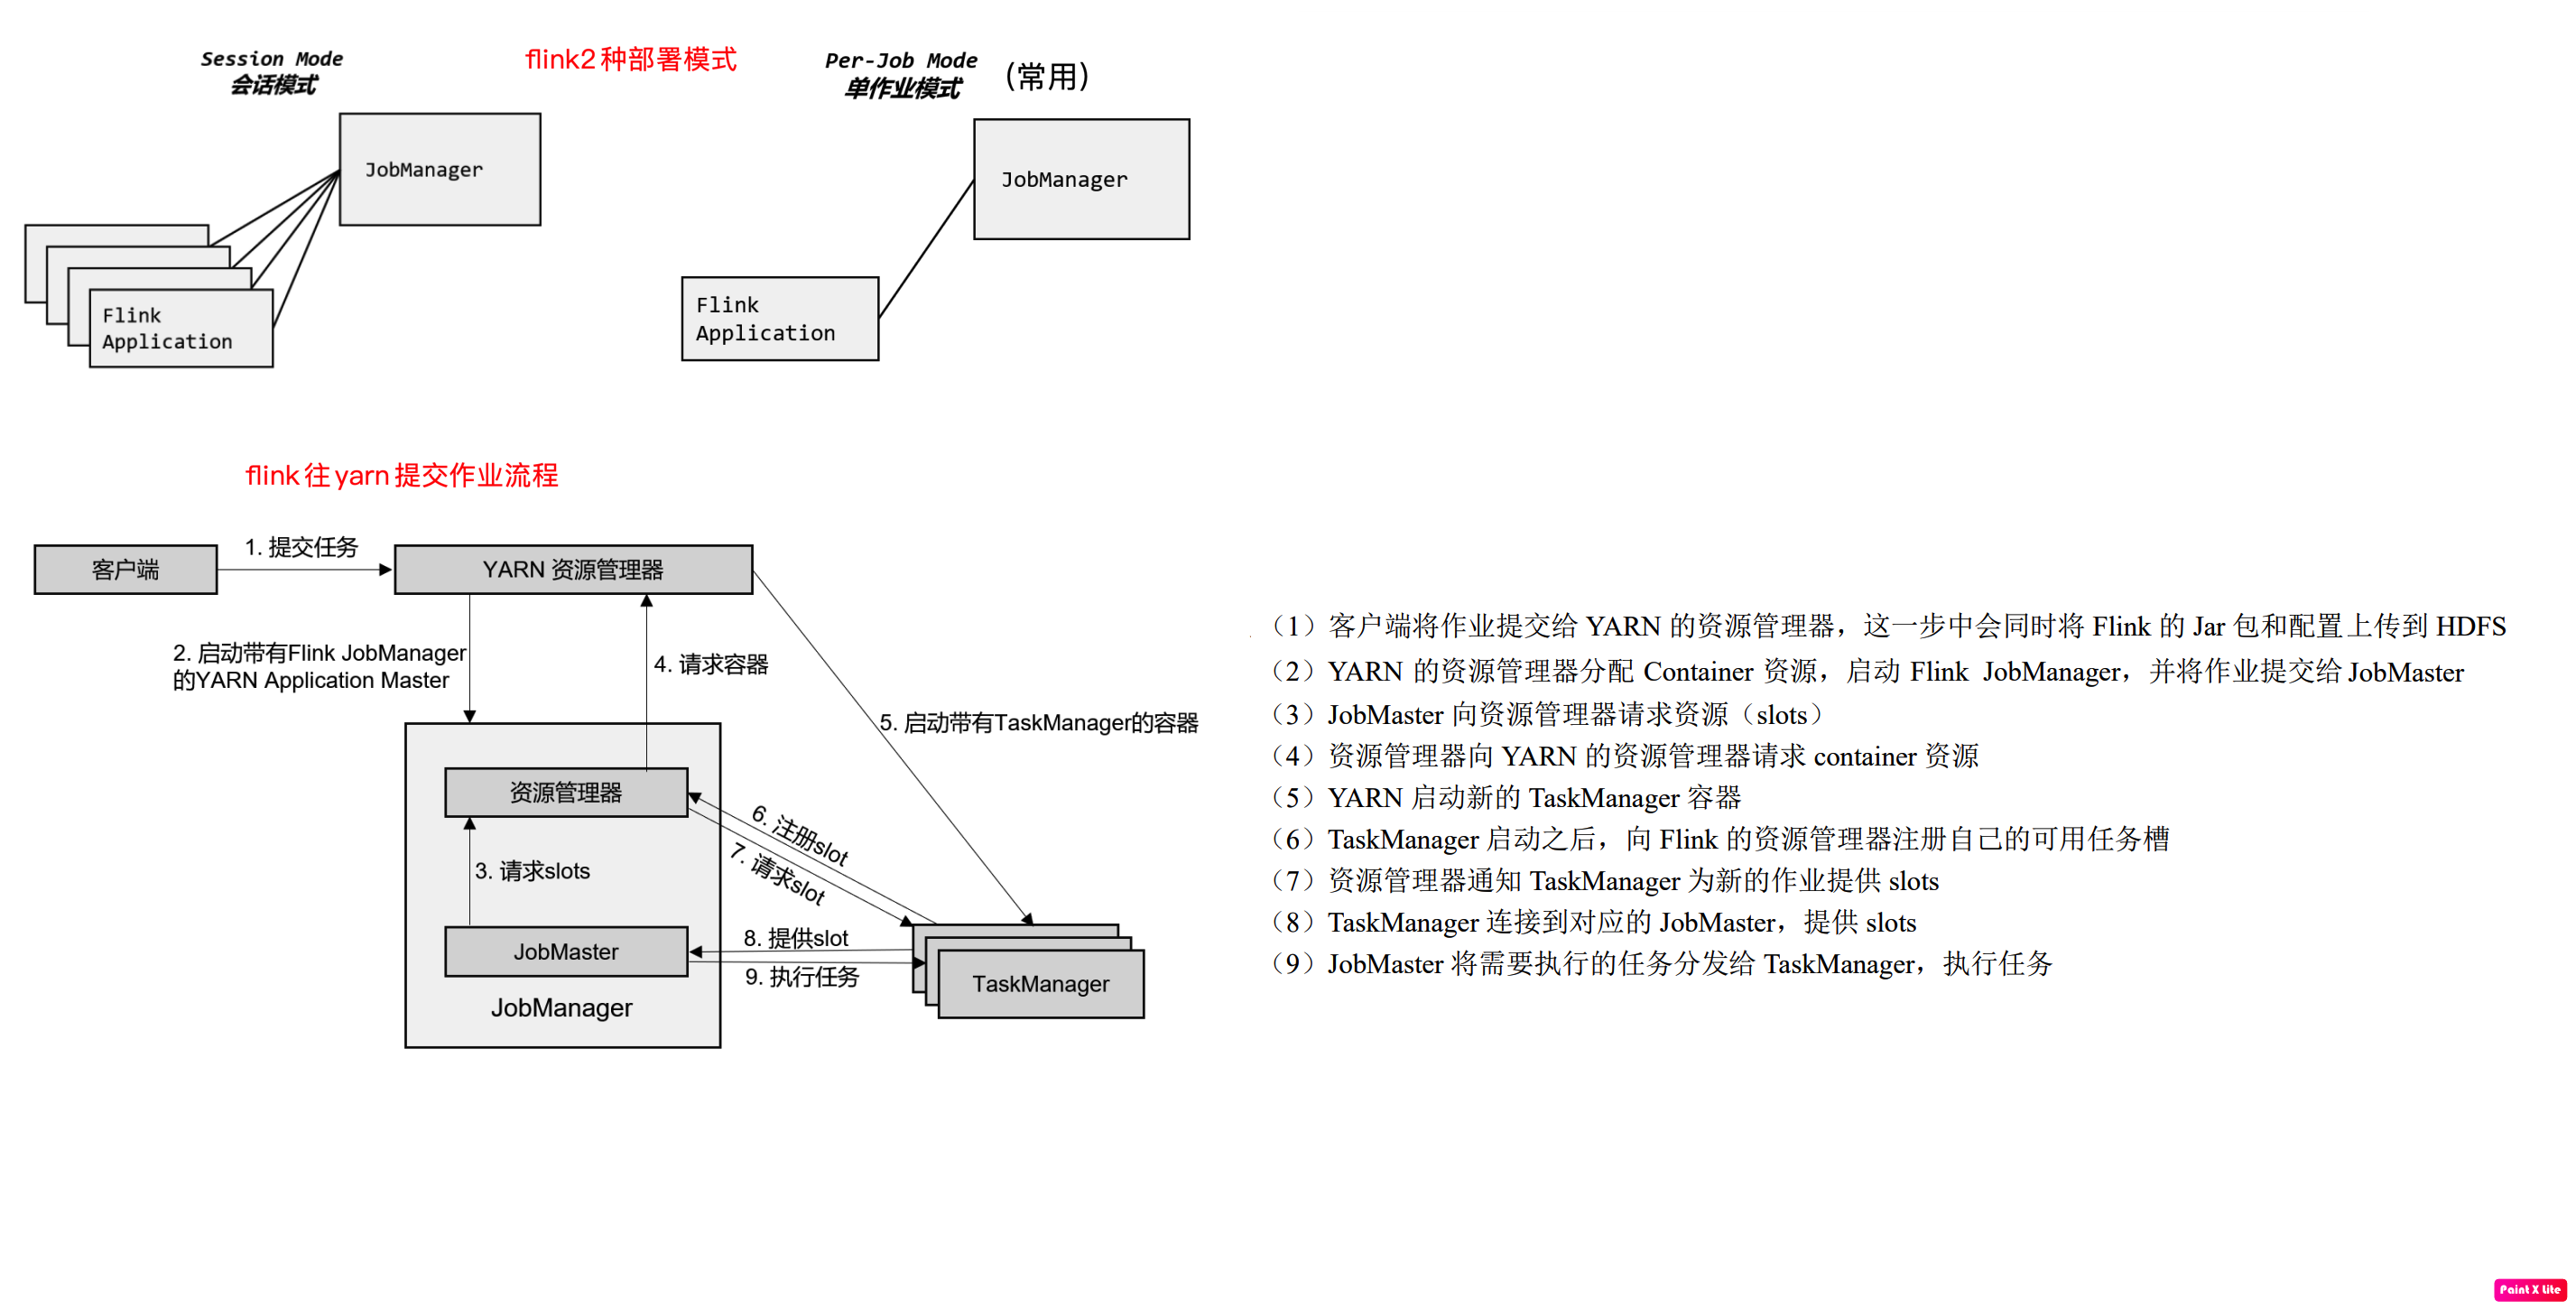 Session Mode
会话模式
flink2种部署模式
Per-Job Mode
单作业模式
(常用)
JobManager
JobManager
Flink
Application
Flink
Application
flink往yarn提交作业流程
客户端
1. 提交任务
YARN 资源管理器
2. 启动带有Flink JobManager
的YARN Application Master
4. 请求容器
5. 启动带有TaskManager的容器
资源管理器
6. 注册slot
7. 请求slot
3. 请求slots
JobMaster
8. 提供slot
9. 执行任务
TaskManager
JobManager
（1）客户端将作业提交给 YARN 的资源管理器，这一步中会同时将 Flink 的 Jar 包和配置上传到 HDFS
（2）YARN 的资源管理器分配 Container 资源，启动 Flink JobManager，并将作业提交给 JobMaster
（3）JobMaster 向资源管理器请求资源（slots）
（4）资源管理器向 YARN 的资源管理器请求 container 资源
（5）YARN 启动新的 TaskManager 容器
（6）TaskManager 启动之后，向 Flink 的资源管理器注册自己的可用任务槽
（7）资源管理器通知 TaskManager 为新的作业提供 slots
（8）TaskManager 连接到对应的 JobMaster，提供 slots
（9）JobMaster 将需要执行的任务分发给 TaskManager，执行任务
Paint X Lite